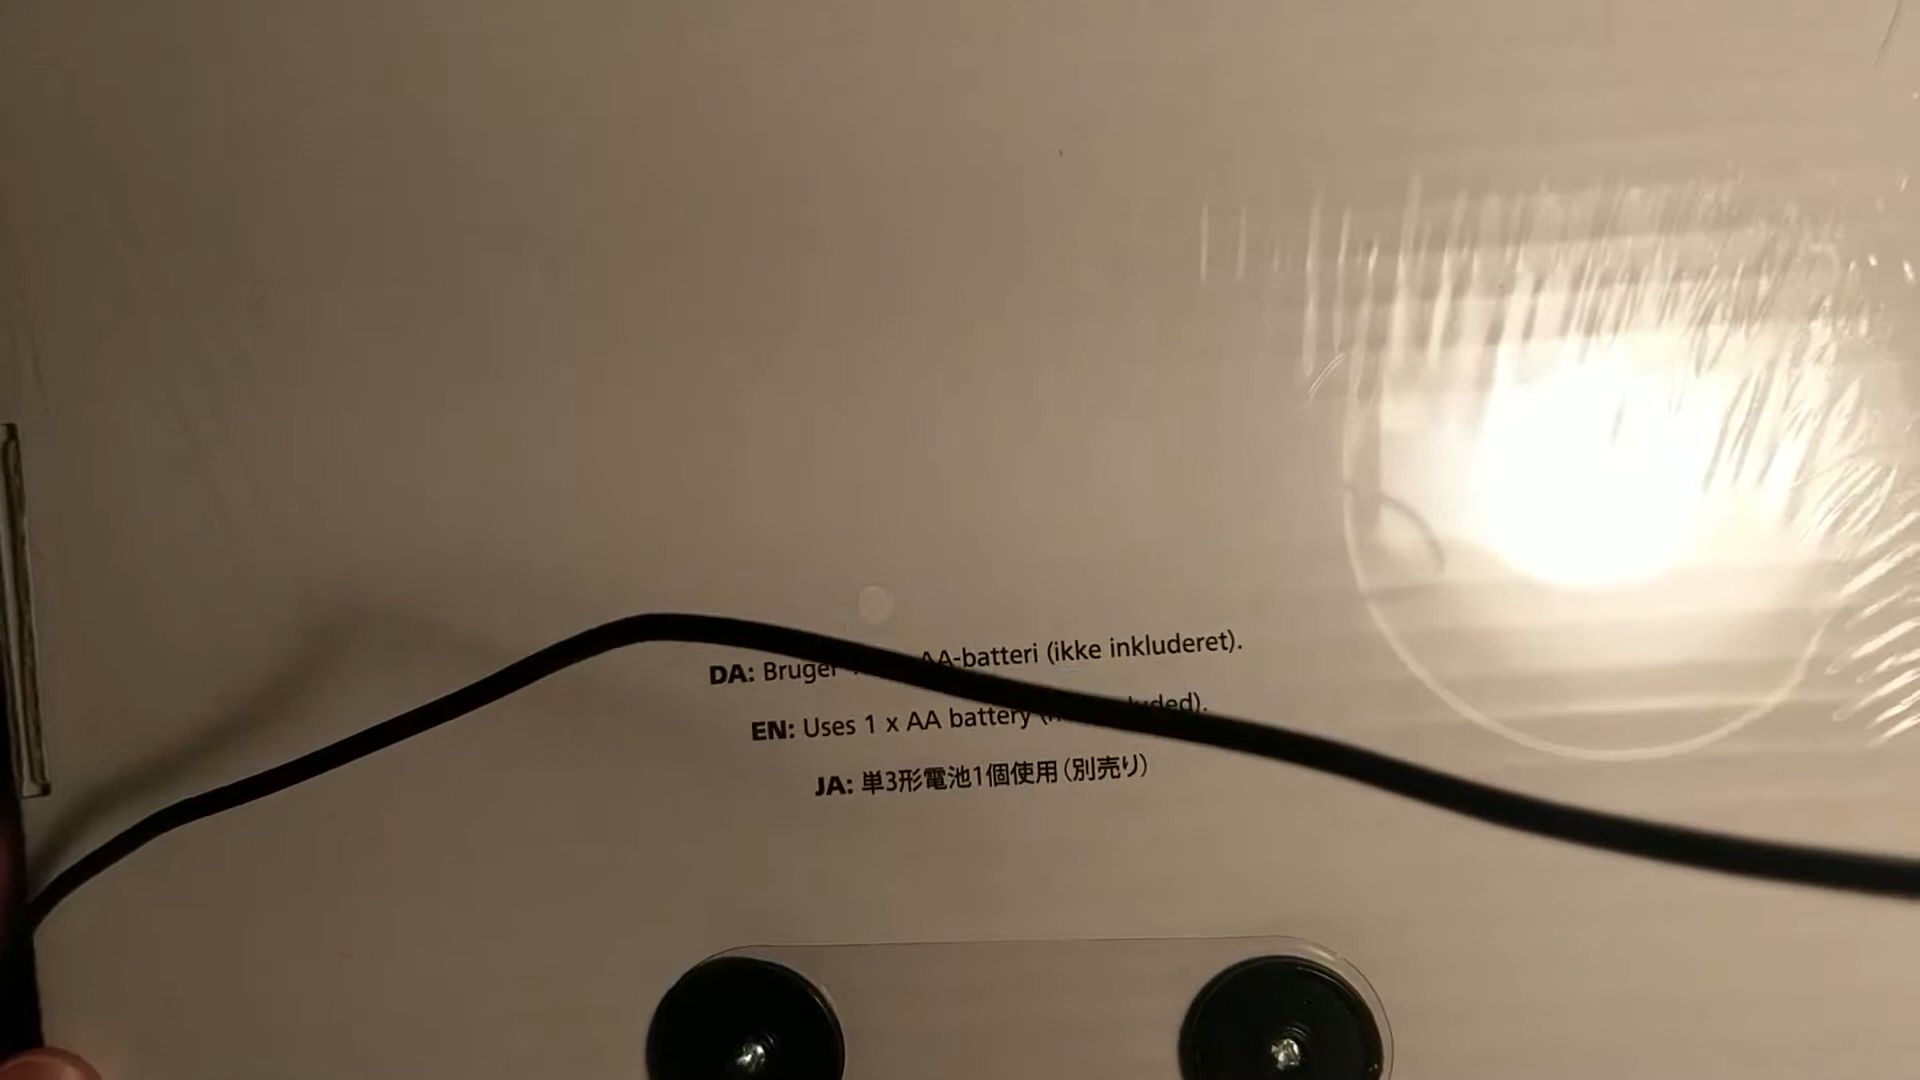 DA: Bruger AA-batteri (ikke inkluderet).
EN: Uses 1 x AA battery
JA: 単3形電池1個使用（別売り）